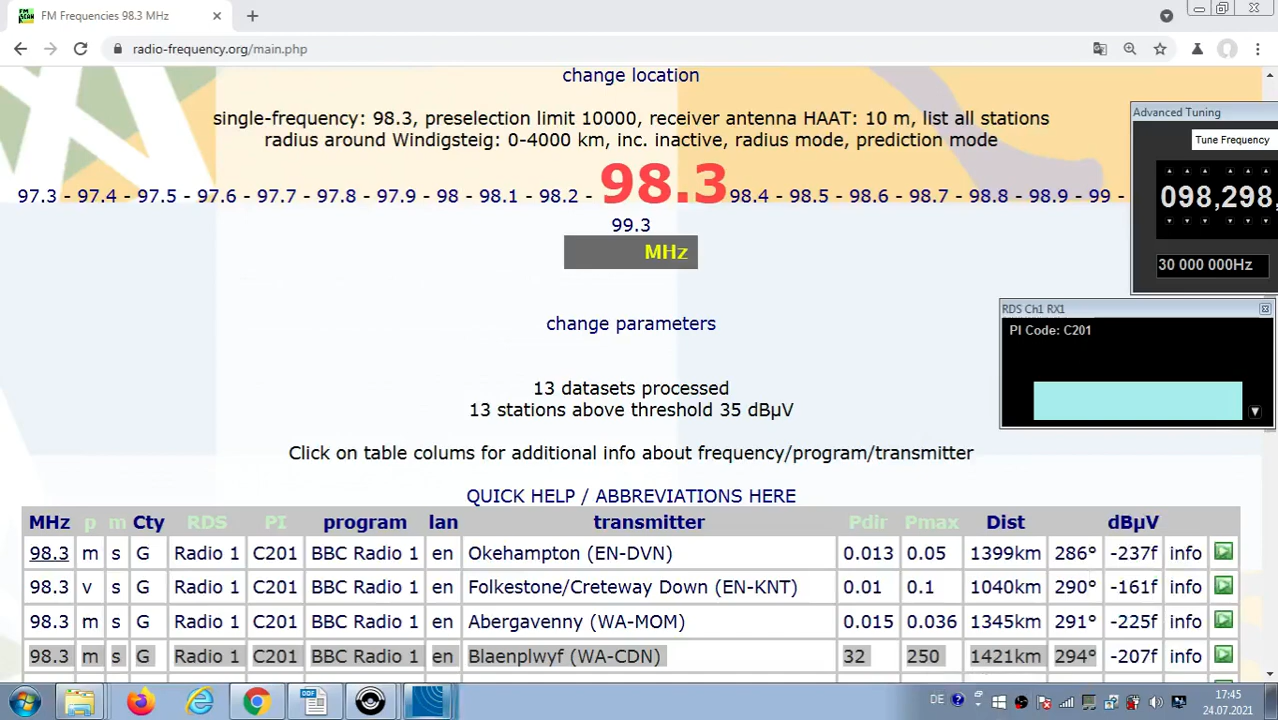 FM Frequencies 98.3 MHz
radio-frequency.org/main.php
change location
single-frequency: 98.3, preselection limit 10000, receiver antenna HAAT: 10 m, list all stations
radius around Windigsteig: 0-4000 km, inc. inactive, radius mode, prediction mode
97.3 - 97.4 - 97.5 - 97.6 - 97.7 - 97.8 - 97.9 - 98 - 98.1 - 98.2 - 98.3 98.4 - 98.5 - 98.6 - 98.7 - 98.8 - 98.9 - 99 -
99.3
MHz
change parameters
13 datasets processed
13 stations above threshold 35 dBµV
Click on table colums for additional info about frequency/program/transmitter
QUICK HELP / ABBREVIATIONS HERE
MHz p m Cty RDS PI program lan transmitter Pdir Pmax Dist dBµV
98.3 m s G Radio 1 C201 BBC Radio 1 en Okehampton (EN-DVN) 0.013 0.05 1399km 286° -237f info
98.3 v s G Radio 1 C201 BBC Radio 1 en Folkestone/Creteway Down (EN-KNT) 0.01 0.1 1040km 290° -161f info
98.3 m s G Radio 1 C201 BBC Radio 1 en Abergavenny (WA-MOM) 0.015 0.036 1345km 291° -225f info
98.3 m s G Radio 1 C201 BBC Radio 1 en Blaenplwyf (WA-CDN) 32 250 1421km 294° -207f info
Advanced Tuning
Tune Frequency
098,298,
30 000 000Hz
RDS Ch1 RX1
PI Code: C201
DE
17:45
24.07.2021